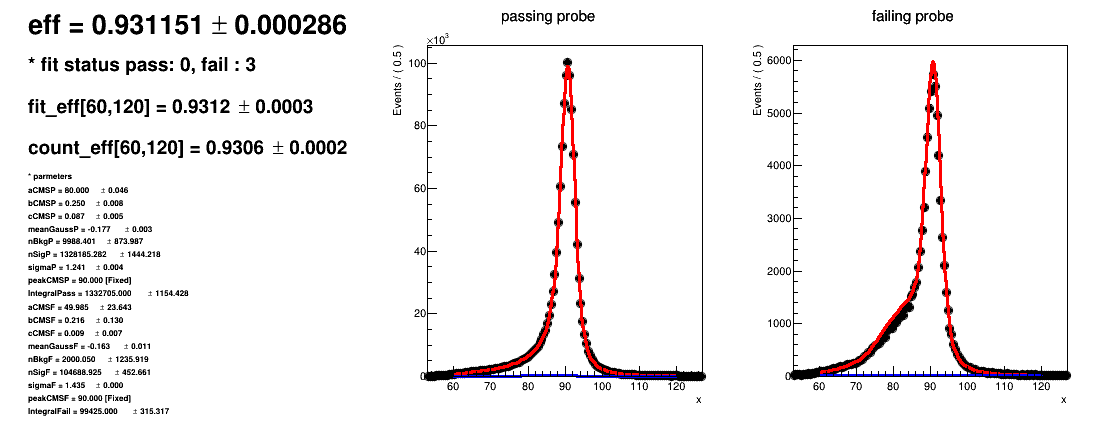 eff = 0.931151 ± 0.000286
* fit status pass: 0, fail : 3
fit_eff[60,120] = 0.9312 ± 0.0003
count_eff[60,120] = 0.9306 ± 0.0002
* parmeters
aCMSP = 80.000 ± 0.046
bCMSP = 0.250 ± 0.008
cCMSP = 0.087 ± 0.005
meanGaussP = -0.177 ± 0.003
nBkgP = 9988.401 ± 873.987
nSigP = 1328185.282 ± 1444.218
sigmaP = 1.241 ± 0.004
peakCMSP = 90.000 [Fixed]
IntegralPass = 1332705.000 ± 1154.428
aCMSF = 49.985 ± 23.643
bCMSF = 0.216 ± 0.130
cCMSF = 0.009 ± 0.007
meanGaussF = -0.163 ± 0.011
nBkgF = 2000.050 ± 1235.919
nSigF = 104688.925 ± 452.661
sigmaF = 1.435 ± 0.000
peakCMSF = 90.000 [Fixed]
IntegralFail = 99425.000 ± 315.317
passing probe
×10³
Events / ( 0.5 )
100
80
60
40
20
0
60 70 80 90 100 110 120
x
failing probe
Events / ( 0.5 )
6000
5000
4000
3000
2000
1000
0
60 70 80 90 100 110 120
x